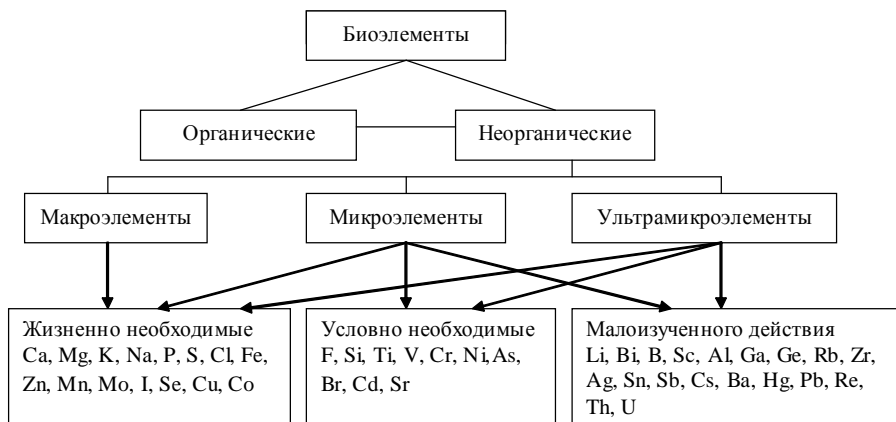 Биоэлементы
Органические
Неорганические
Макроэлементы
Микроэлементы
Ультрамикроэлементы
Жизненно необходимые
Ca, Mg, K, Na, P, S, Cl, Fe,
Zn, Mn, Mo, I, Se, Cu, Co
Условно необходимые
F, Si, Ti, V, Cr, Ni, As,
Br, Cd, Sr
Малоизученного действия
Li, Bi, B, Sc, Al, Ga, Ge, Rb, Zr,
Ag, Sn, Sb, Cs, Ba, Hg, Pb, Re,
Th, U